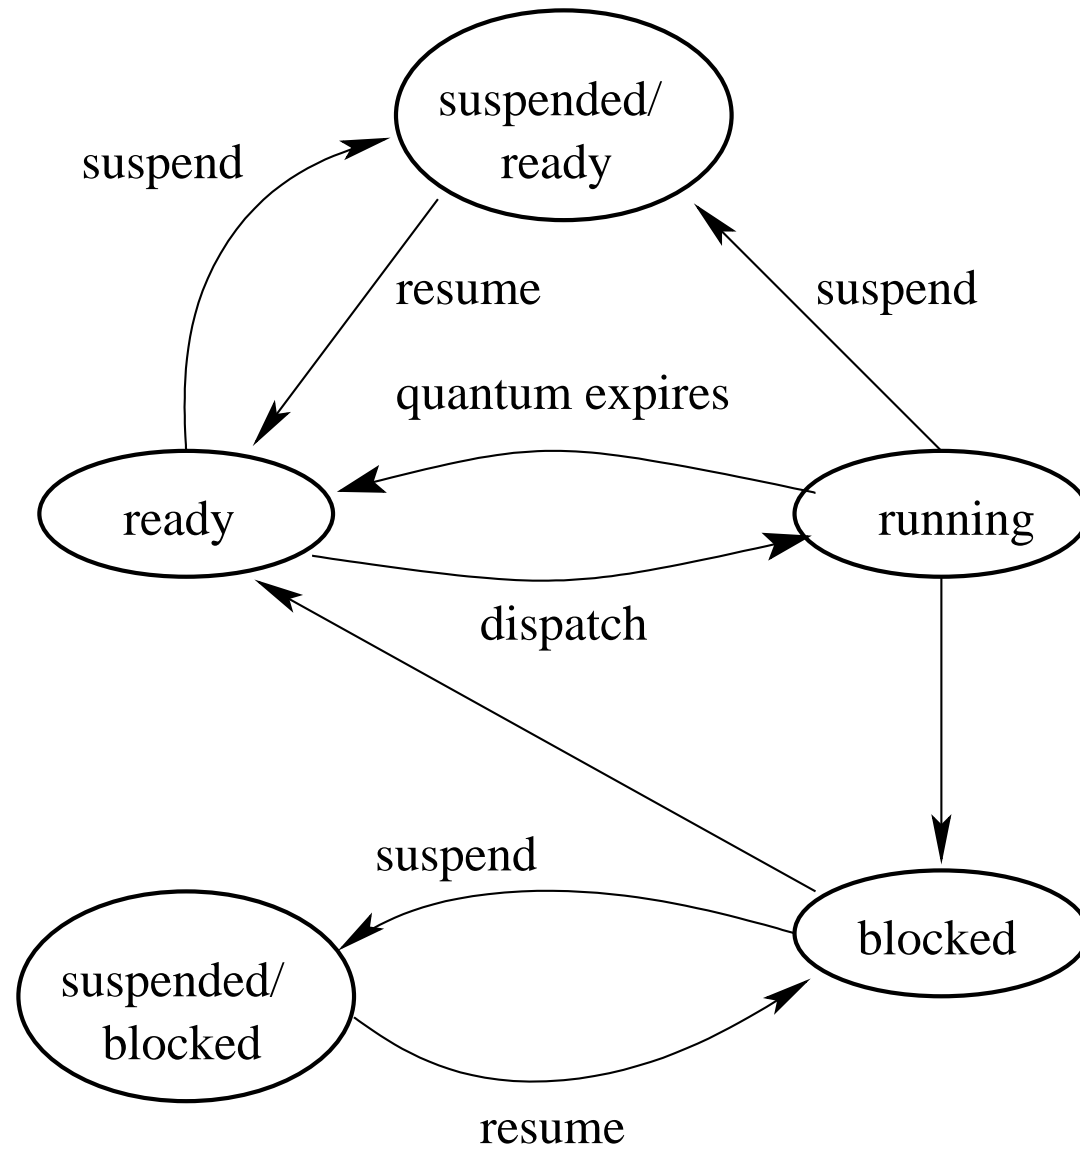 suspended/
ready
suspend
resume
suspend
quantum expires
ready
running
dispatch
suspend
blocked
suspended/
blocked
resume